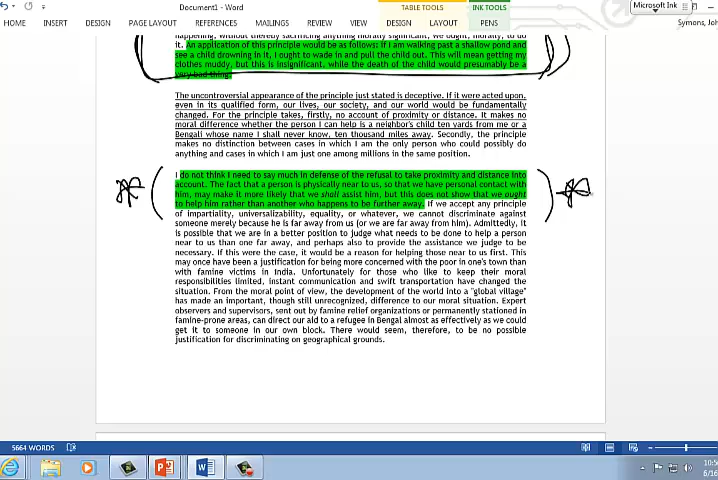 Document1 - Word
TABLE TOOLS
INK TOOLS
Microsoft Ink
HOME INSERT DESIGN PAGE LAYOUT REFERENCES MAILINGS REVIEW VIEW DESIGN LAYOUT PENS
Symons, Joh
happening, without thereby sacrificing anything morally significant, we ought, morally, to do
it. An application of this principle would be as follows: if I am walking past a shallow pond and
see a child drowning in it, I ought to wade in and pull the child out. This will mean getting my
clothes muddy, but this is insignificant, while the death of the child would presumably be a
very bad thing.
The uncontroversial appearance of the principle just stated is deceptive. If it were acted upon,
even in its qualified form, our lives, our society, and our world would be fundamentally
changed. For the principle takes, firstly, no account of proximity or distance. It makes no
moral difference whether the person I can help is a neighbor's child ten yards from me or a
Bengali whose name I shall never know, ten thousand miles away. Secondly, the principle
makes no distinction between cases in which I am the only person who could possibly do
anything and cases in which I am just one among millions in the same position.
I do not think I need to say much in defense of the refusal to take proximity and distance into
account. The fact that a person is physically near to us, so that we have personal contact with
him, may make it more likely that we shall assist him, but this does not show that we ought
to help him rather than another who happens to be further away. If we accept any principle
of impartiality, universalizability, equality, or whatever, we cannot discriminate against
someone merely because he is far away from us (or we are far away from him). Admittedly, it
is possible that we are in a better position to judge what needs to be done to help a person
near to us than one far away, and perhaps also to provide the assistance we judge to be
necessary. If this were the case, it would be a reason for helping those near to us first. This
may once have been a justification for being more concerned with the poor in one's town than
with famine victims in India. Unfortunately for those who like to keep their moral
responsibilities limited, instant communication and swift transportation have changed the
situation. From the moral point of view, the development of the world into a "global village"
has made an important, though still unrecognized, difference to our moral situation. Expert
observers and supervisors, sent out by famine relief organizations or permanently stationed in
famine-prone areas, can direct our aid to a refugee in Bengal almost as effectively as we could
get it to someone in our own block. There would seem, therefore, to be no possible
justification for discriminating on geographical grounds.
5664 WORDS